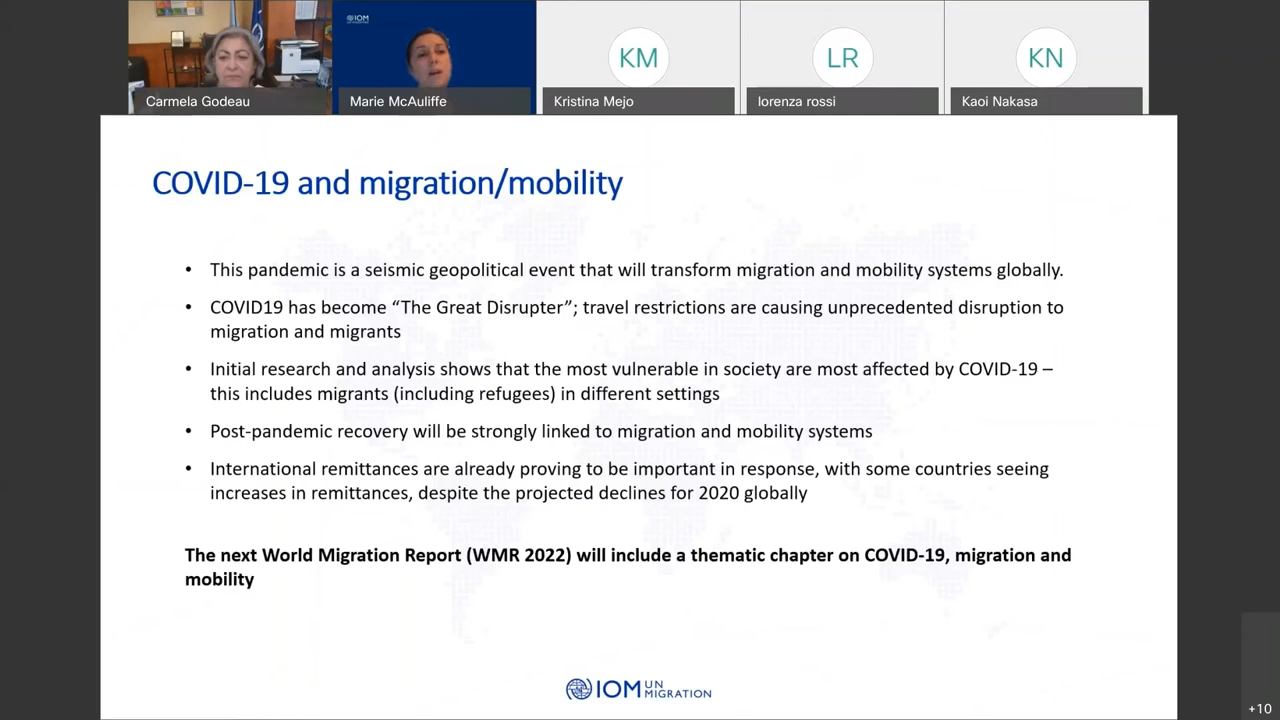 IOM
KM
LR
KN
Carmela Godeau
Marie McAuliffe
Kristina Mejo
lorenza rossi
Kaoi Nakasa
COVID-19 and migration/mobility
• This pandemic is a seismic geopolitical event that will transform migration and mobility systems globally.
• COVID19 has become “The Great Disrupter”; travel restrictions are causing unprecedented disruption to
migration and migrants
• Initial research and analysis shows that the most vulnerable in society are most affected by COVID-19 –
this includes migrants (including refugees) in different settings
• Post-pandemic recovery will be strongly linked to migration and mobility systems
• International remittances are already proving to be important in response, with some countries seeing
increases in remittances, despite the projected declines for 2020 globally
The next World Migration Report (WMR 2022) will include a thematic chapter on COVID-19, migration and
mobility
IOM UN
MIGRATION
+10